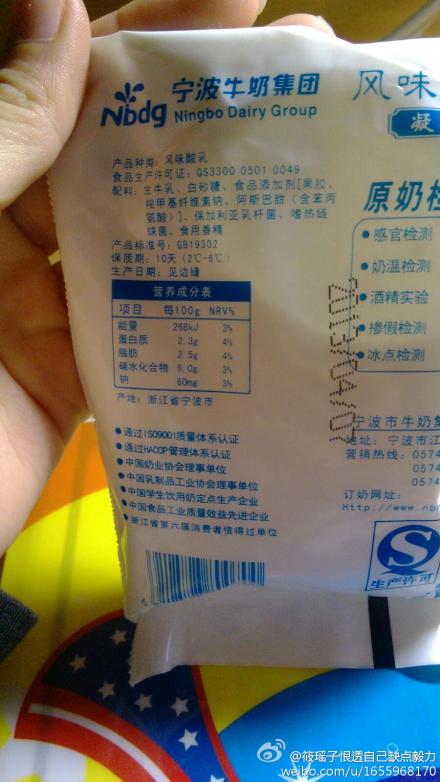 Nbdg
宁波牛奶集团
Ningbo Dairy Group
风味
凝
产品种类：风味酸乳
食品生产许可证：QS3300 0501 0049
配料：生牛乳、白砂糖、食品添加剂[果胶、
羧甲基纤维素钠、阿斯巴甜（含苯丙
氨酸）]、保加利亚乳杆菌、嗜热链
球菌、食用香精
产品标准号：GB19302
保质期：10天（2℃-6℃）
生产日期：见边缝
营养成分表
项目 每100g NRV%
能量 268kJ 3%
蛋白质 2.3g 4%
脂肪 2.5g 4%
碳水化合物 8.0g 3%
钠 60mg 3%
产地：浙江省宁波市
●通过ISO9001质量体系认证
●通过HACCP管理体系认证
●中国奶业协会理事单位
●中国乳制品工业协会理事单位
●中国学生饮用奶定点生产企业
●中国食品工业质量效益先进企业
●浙江省第六届消费者信得过单位
原奶检
●感官检测
●奶温检测
●酒精实验
●掺假检测
●冰点检测
2013/04/01
宁波市牛奶集
地址：宁波市江
营销热线：0574
0574
0574
订奶网址：
Http://www.nb
S
生产许可
@筱瑶子恨透自己缺点毅力
weibo.com/u/1655968170